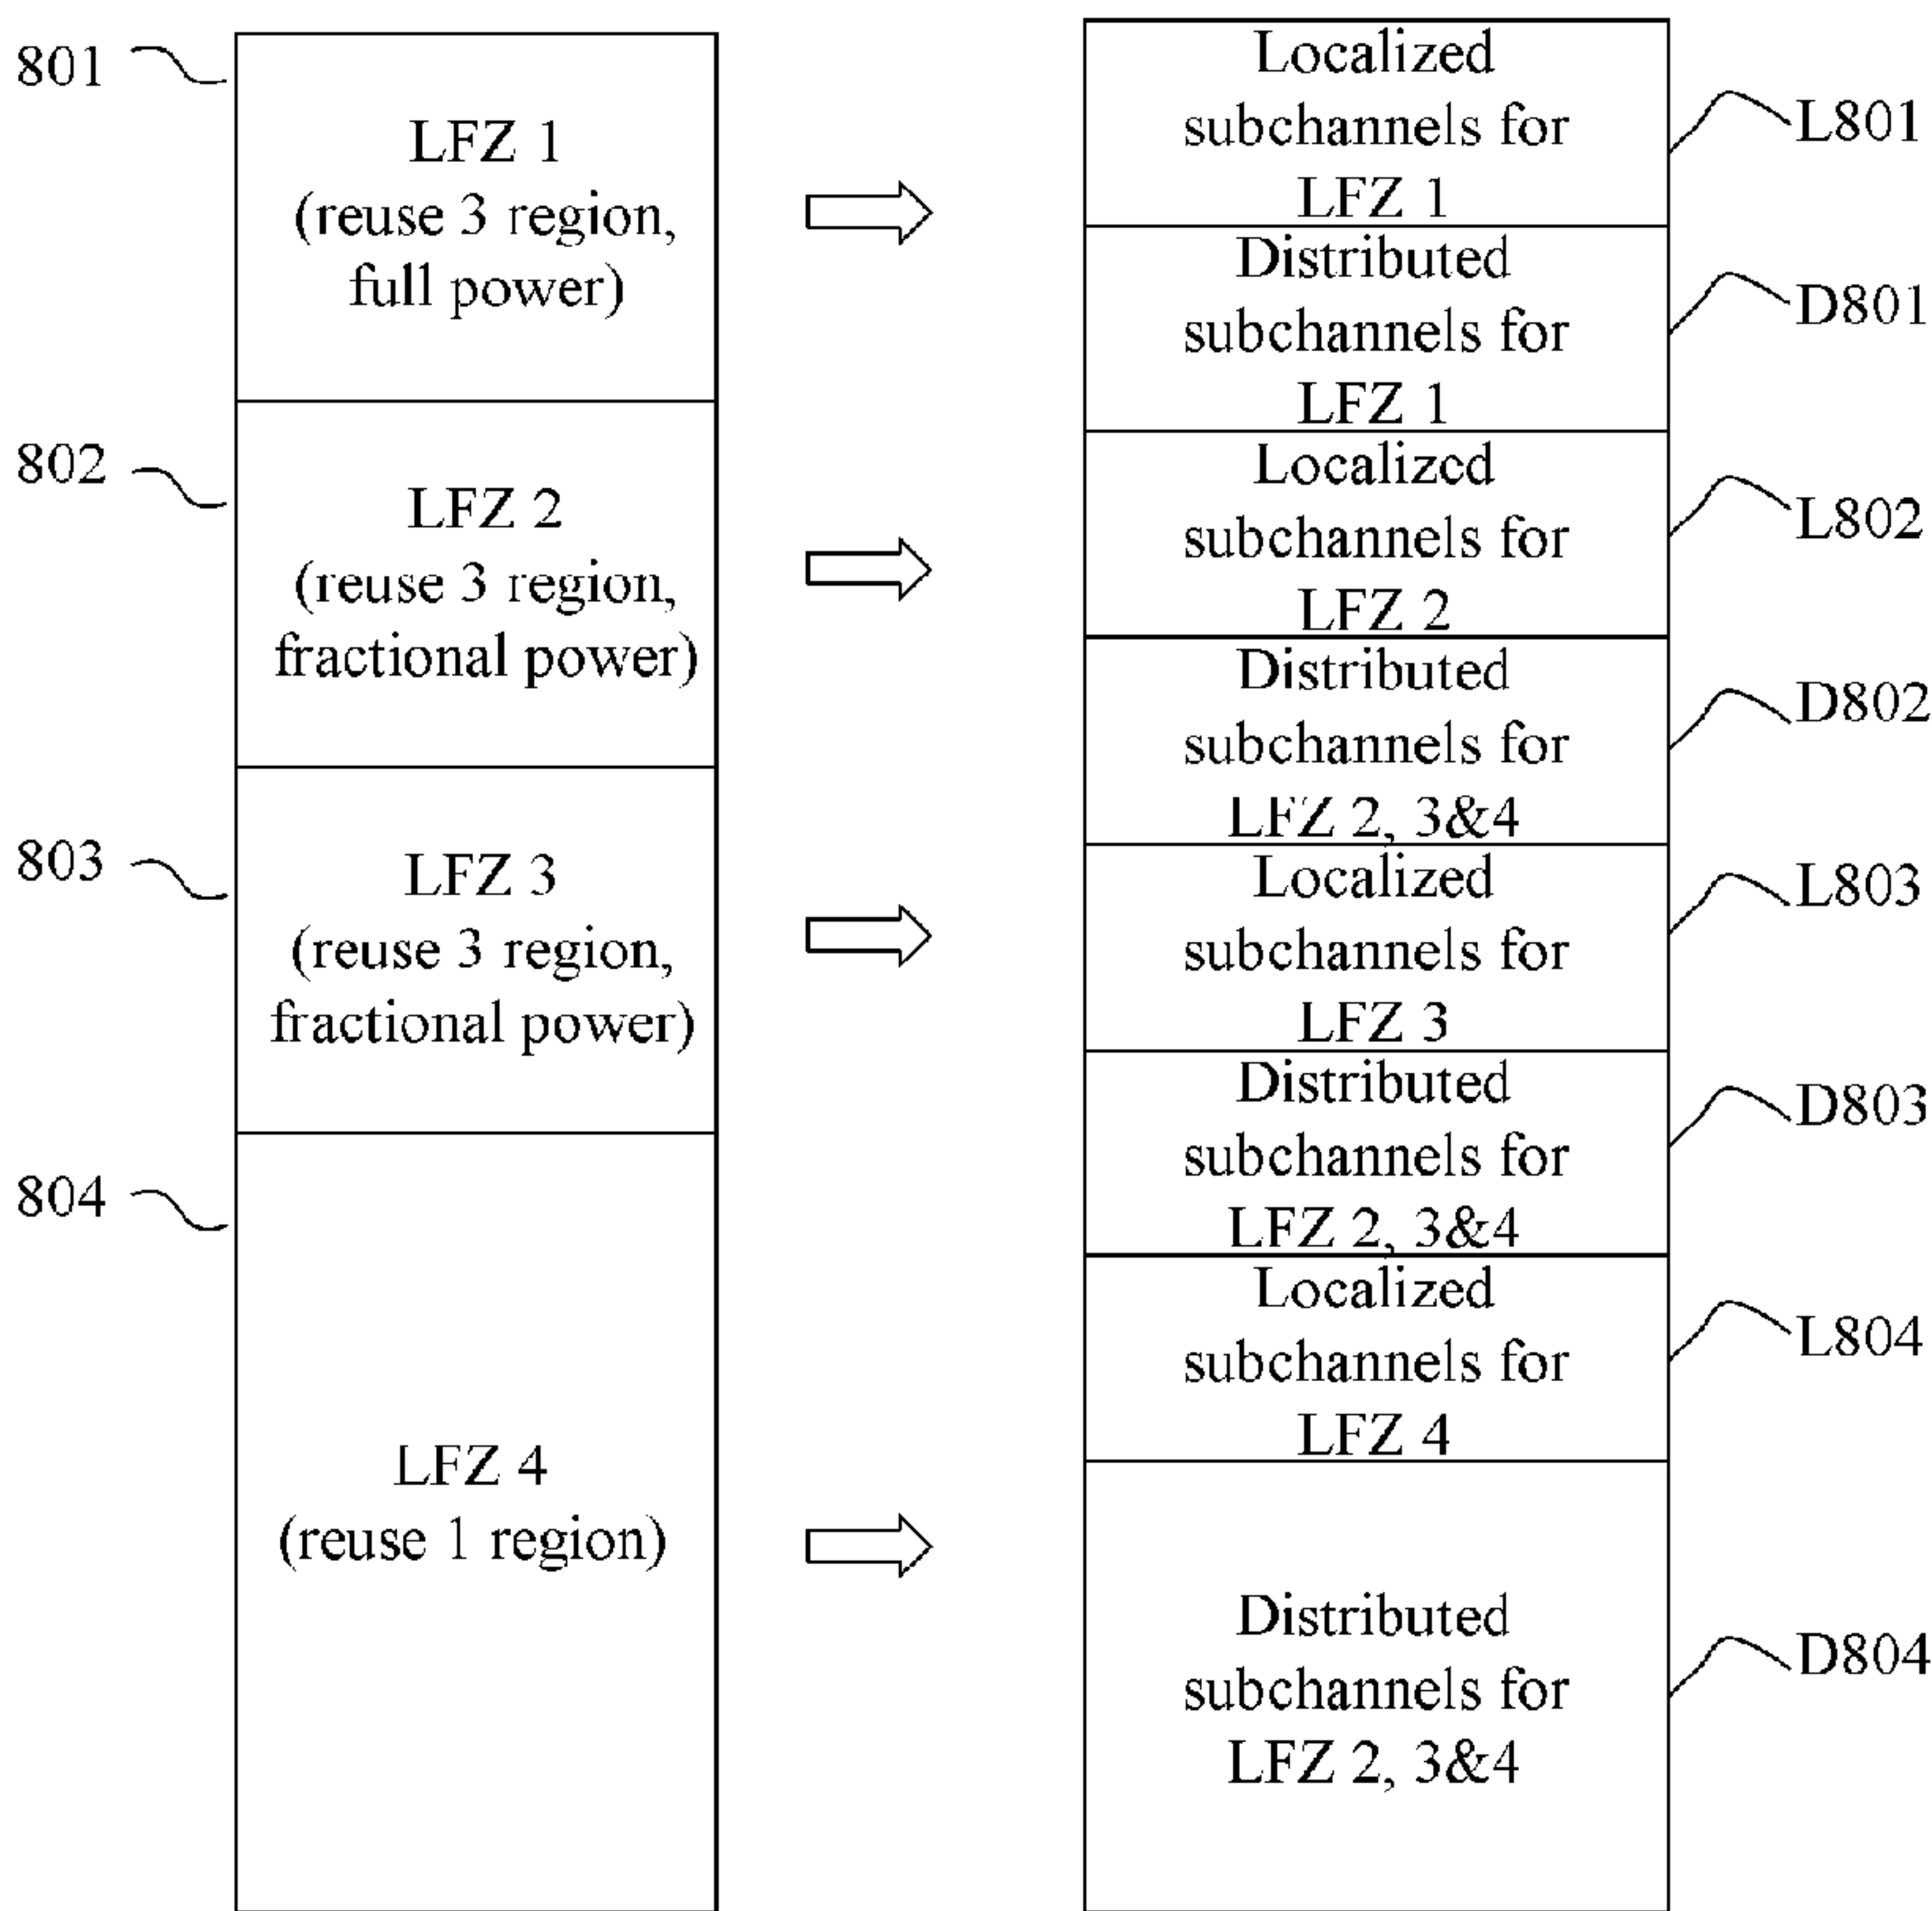 801
LFZ 1
(reuse 3 region,
full power)
802
LFZ 2
(reuse 3 region,
fractional power)
803
LFZ 3
(reuse 3 region,
fractional power)
804
LFZ 4
(reuse 1 region)
Localized
subchannels for
LFZ 1
L801
Distributed
subchannels for
LFZ 1
D801
Localized
subchannels for
LFZ 2
L802
Distributed
subchannels for
LFZ 2, 3&4
D802
Localized
subchannels for
LFZ 3
L803
Distributed
subchannels for
LFZ 2, 3&4
D803
Localized
subchannels for
LFZ 4
L804
Distributed
subchannels for
LFZ 2, 3&4
D804